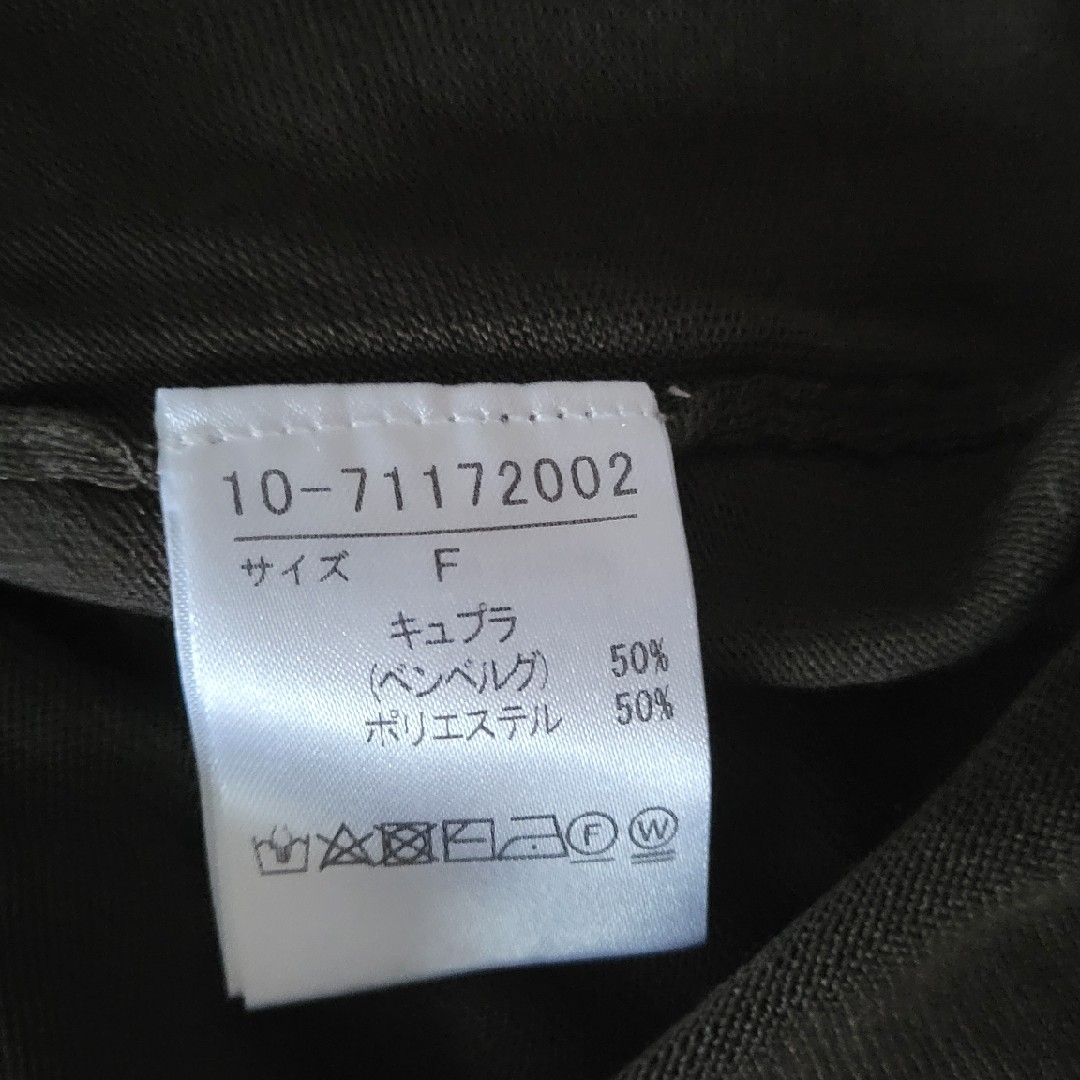 10-71172002
サイズ F
キュプラ
(ベンベルグ) 50%
ポリエステル 50%
F W